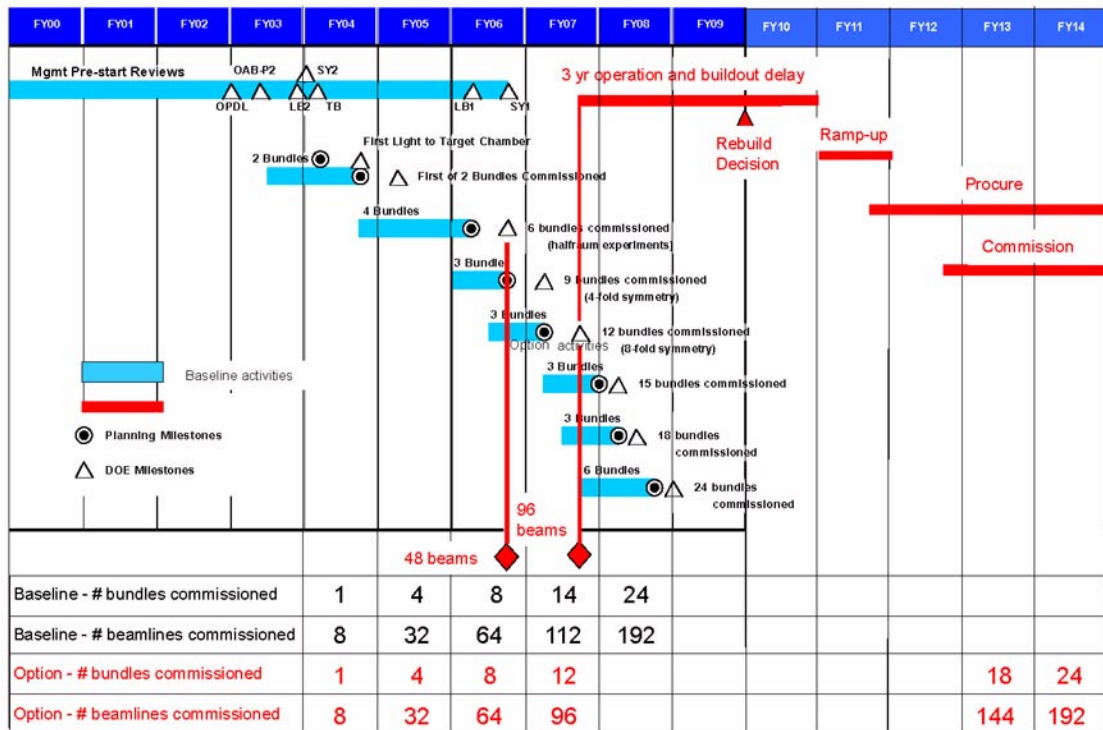 FY00 FY01 FY02 FY03 FY04 FY05 FY06 FY07 FY08 FY09 FY10 FY11 FY12 FY13 FY14
Mgmt Pre-start Reviews
OAB-P2
SY2
OPDL
LE2
TB
LB1
SY1
3 yr operation and buildout delay
Rebuild
Decision
Ramp-up
Procure
Commission
First Light to Target Chamber
2 Bundles
First of 2 Bundles Commissioned
4 Bundles
6 bundles commissioned
(halfraum experiments)
3 Bundle
9 bundles commissioned
(4-fold symmetry)
3 Bundles
12 bundles commissioned
(8-fold symmetry)
Option activities
3 Bundles
15 bundles commissioned
3 Bundles
18 bundles
commissioned
6 Bundles
24 bundles
commissioned
Baseline activities
Planning Milestones
DOE Milestones
96
beams
48 beams
Baseline - # bundles commissioned 1 4 8 14 24
Baseline - # beamlines commissioned 8 32 64 112 192
Option - # bundles commissioned 1 4 8 12 18 24
Option - # beamlines commissioned 8 32 64 96 144 192